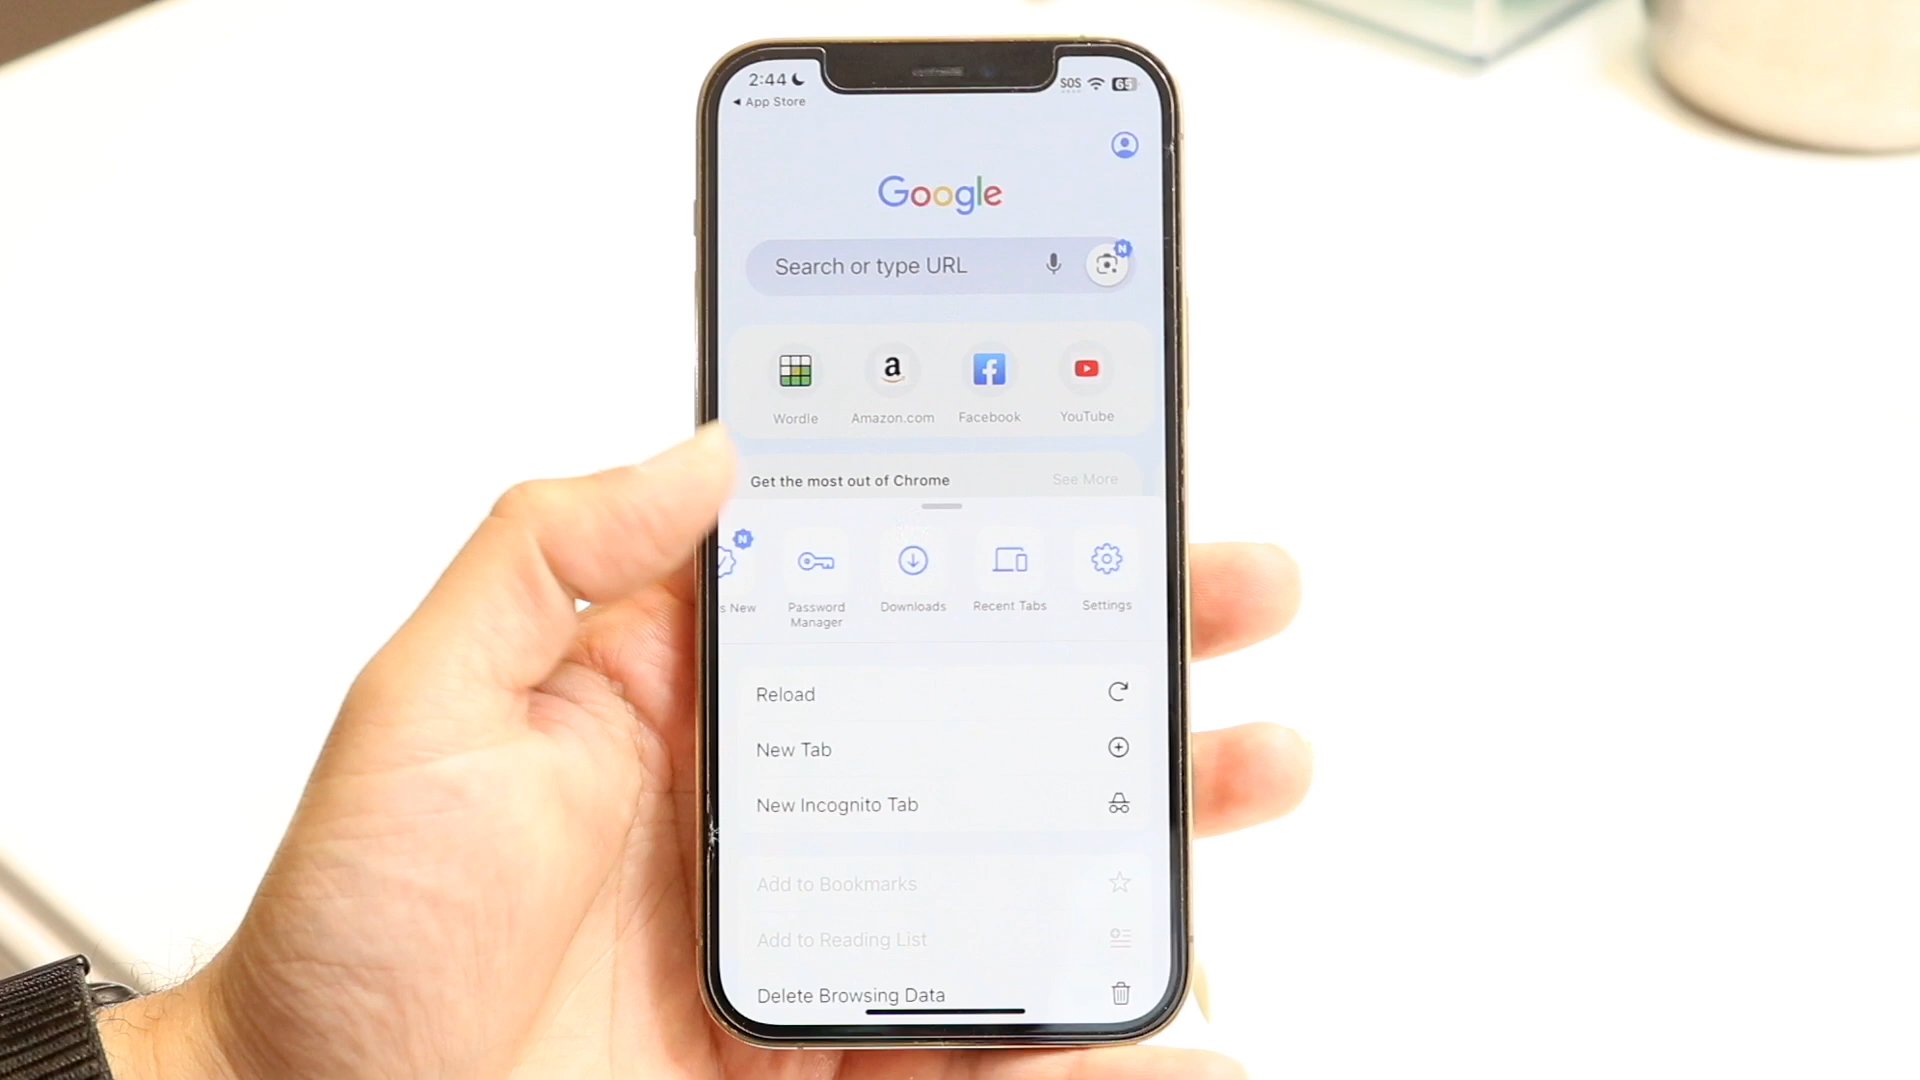 2:44
SOS
65
◀ App Store
Google
Search or type URL
N
Wordle
Amazon.com
Facebook
YouTube
Get the most out of Chrome
See More
N
s New
Password
Manager
Downloads
Recent Tabs
Settings
Reload
New Tab
New Incognito Tab
Add to Bookmarks
Add to Reading List
Delete Browsing Data